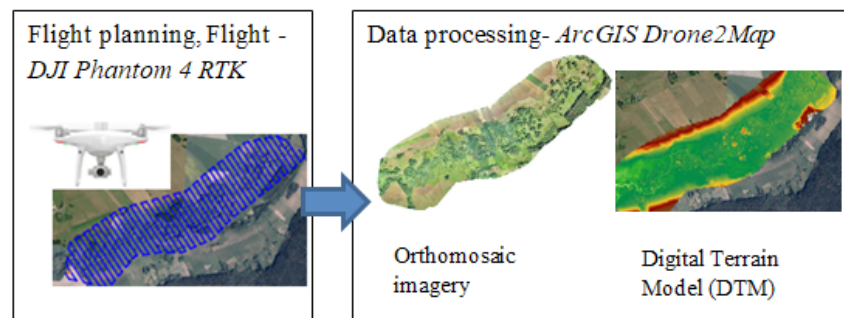 Flight planning, Flight -
DJI Phantom 4 RTK
Data processing- ArcGIS Drone2Map
Orthomosaic
imagery
Digital Terrain
Model (DTM)